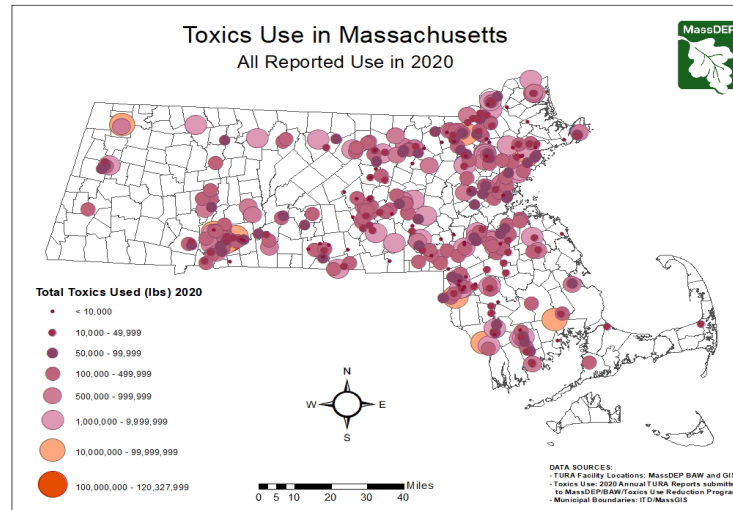 Toxics Use in Massachusetts
All Reported Use in 2020
MassDEP
Total Toxics Used (lbs) 2020
< 10,000
10,000 - 49,999
50,000 - 99,999
100,000 - 499,999
500,000 - 999,999
1,000,000 - 9,999,999
10,000,000 - 99,999,999
100,000,000 - 120,327,999
N
W E
S
Miles
0 5 10 20 30 40
DATA SOURCES:
- TURA Facility Locations: MassDEP BAW and GIS
- Toxics Use: 2020 Annual TURA Reports submitte
to MassDEP/BAW/Toxics Use Reduction Program
- Municipal Boundaries: ITD/MassGIS